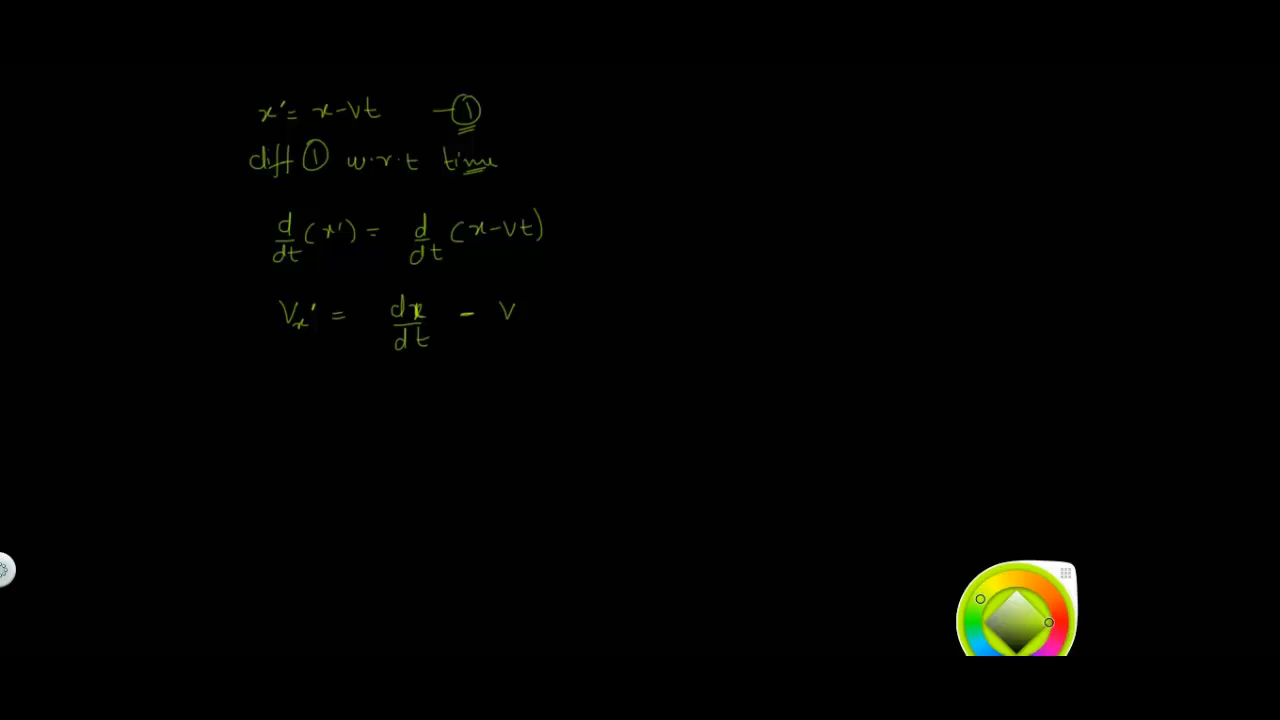 x' = x - vt —①
diff ① w.r.t time
d/dt (x') = d/dt (x - vt)
Vx' = dx/dt - v